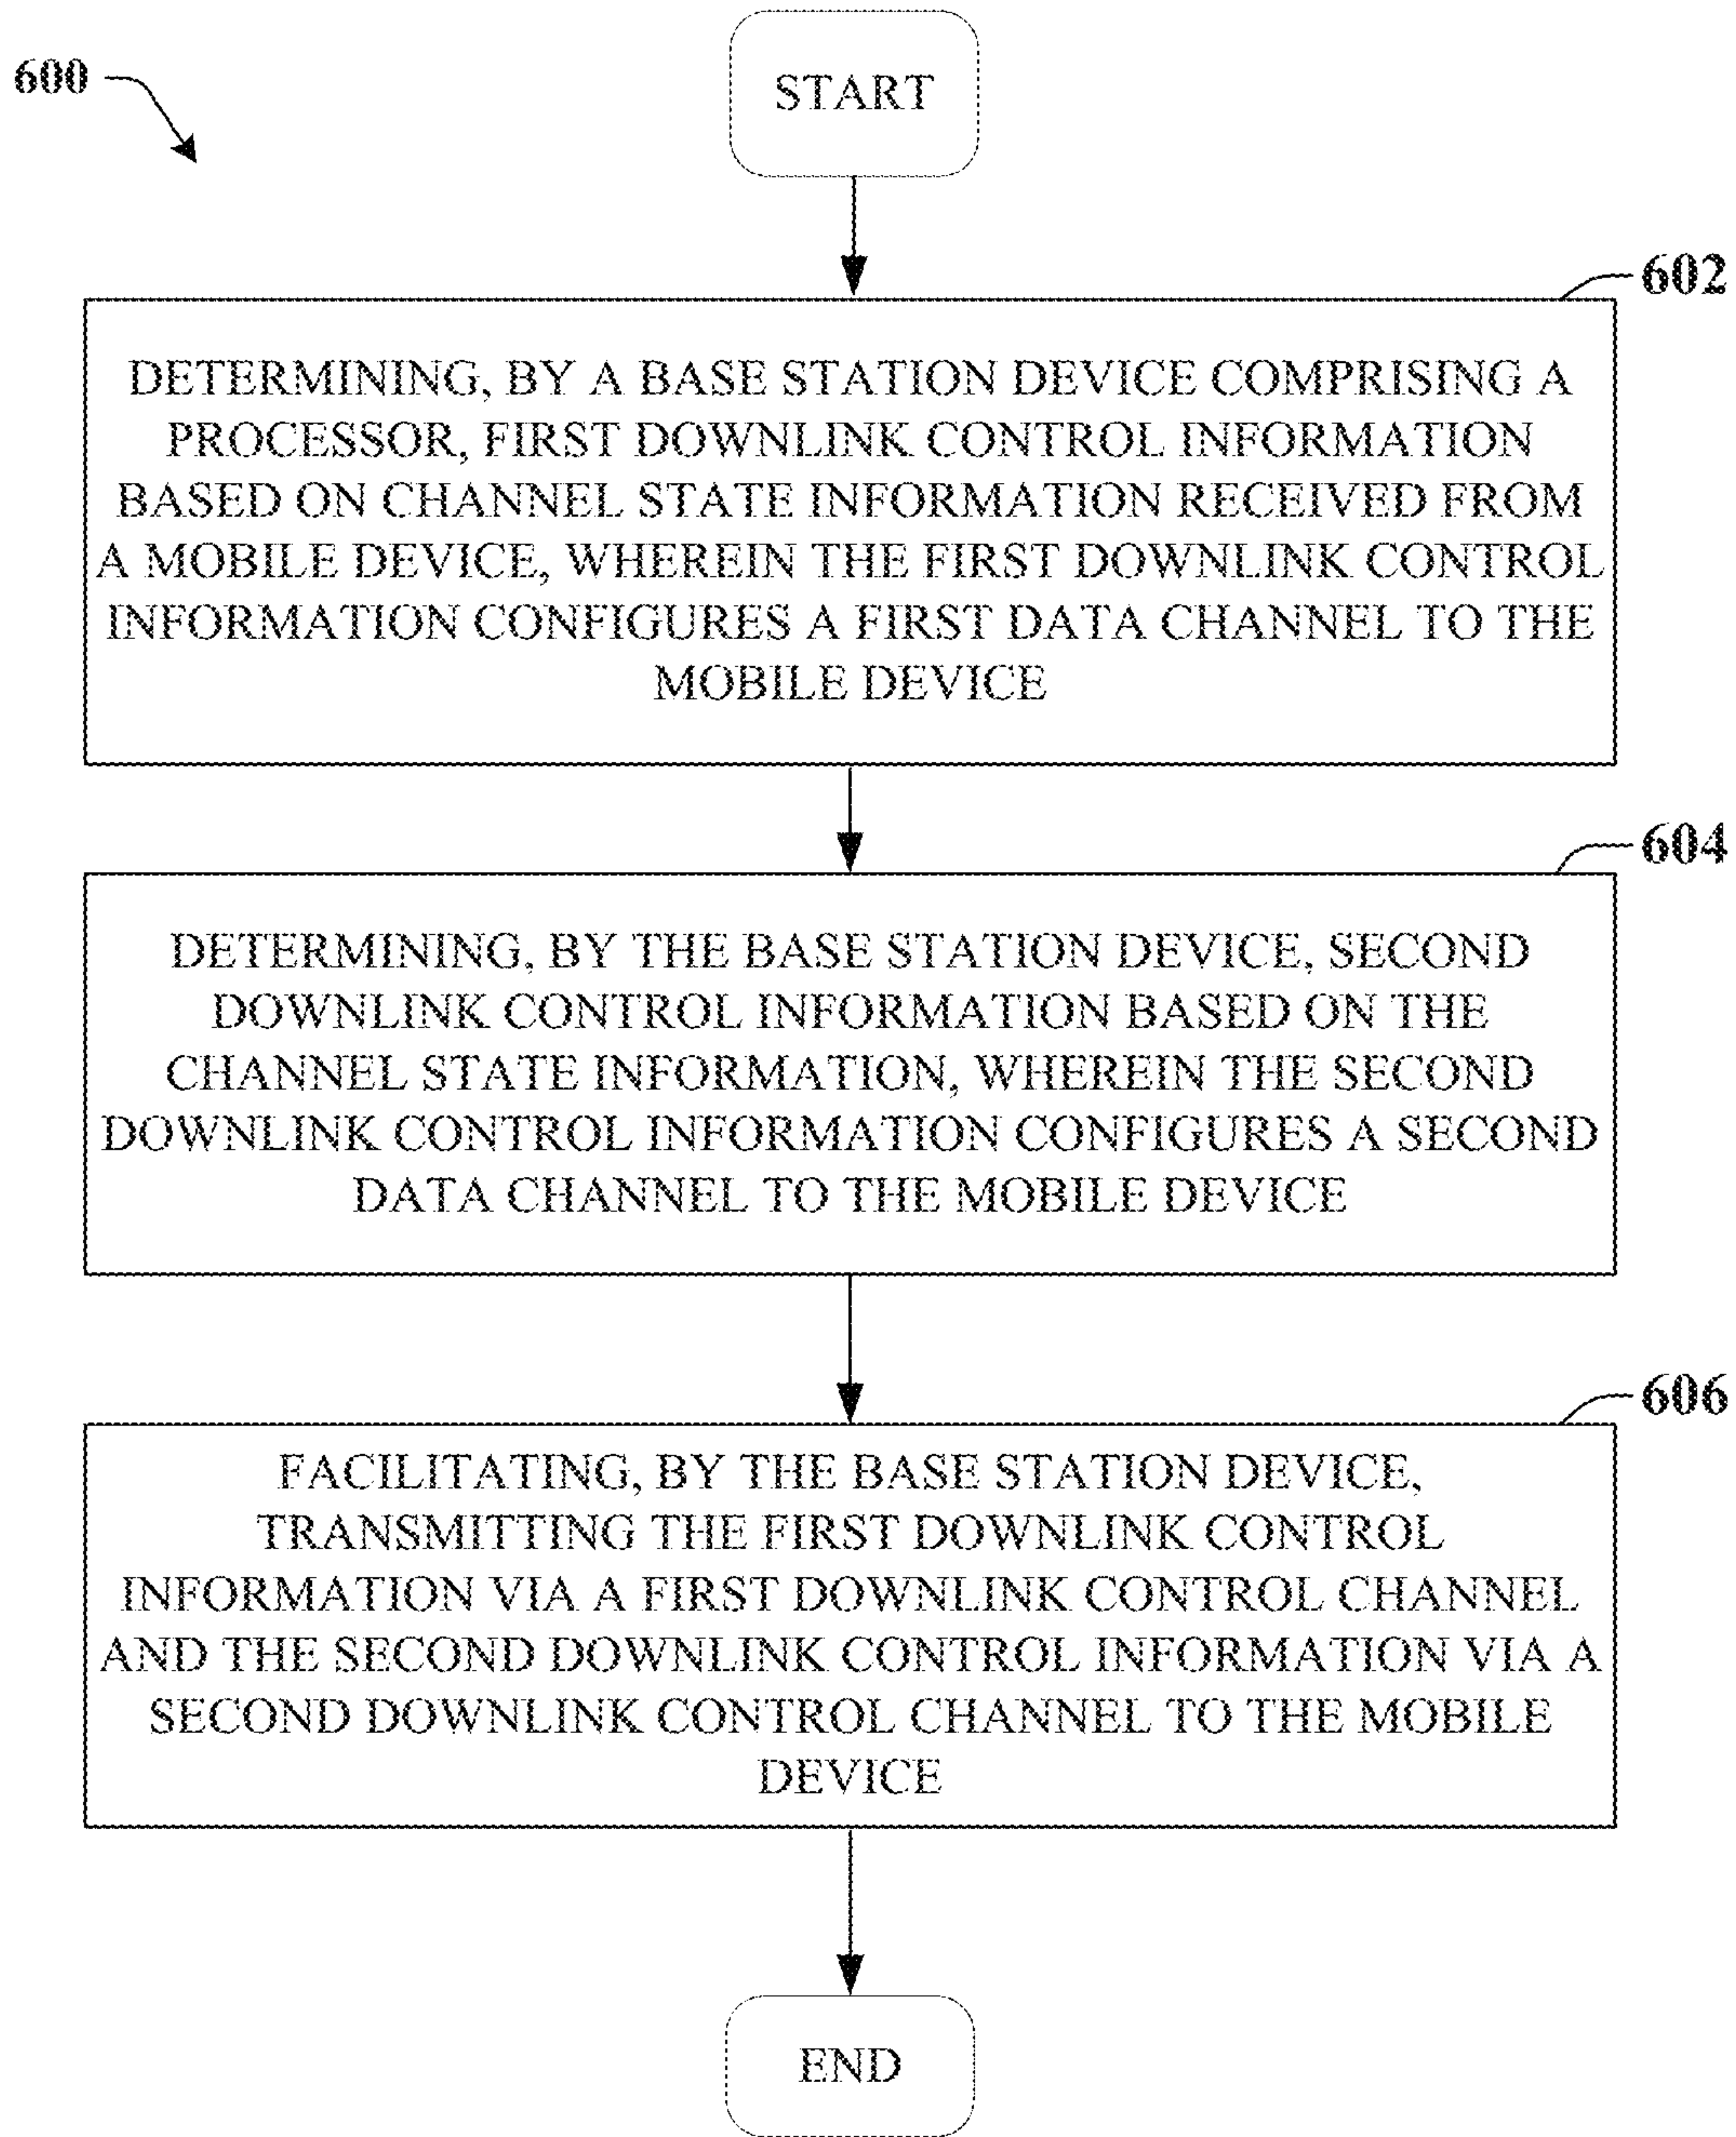 600
START
602
DETERMINING, BY A BASE STATION DEVICE COMPRISING A
PROCESSOR, FIRST DOWNLINK CONTROL INFORMATION
BASED ON CHANNEL STATE INFORMATION RECEIVED FROM
A MOBILE DEVICE, WHEREIN THE FIRST DOWNLINK CONTROL
INFORMATION CONFIGURES A FIRST DATA CHANNEL TO THE
MOBILE DEVICE
604
DETERMINING, BY THE BASE STATION DEVICE, SECOND
DOWNLINK CONTROL INFORMATION BASED ON THE
CHANNEL STATE INFORMATION, WHEREIN THE SECOND
DOWNLINK CONTROL INFORMATION CONFIGURES A SECOND
DATA CHANNEL TO THE MOBILE DEVICE
606
FACILITATING, BY THE BASE STATION DEVICE,
TRANSMITTING THE FIRST DOWNLINK CONTROL
INFORMATION VIA A FIRST DOWNLINK CONTROL CHANNEL
AND THE SECOND DOWNLINK CONTROL INFORMATION VIA A
SECOND DOWNLINK CONTROL CHANNEL TO THE MOBILE
DEVICE
END